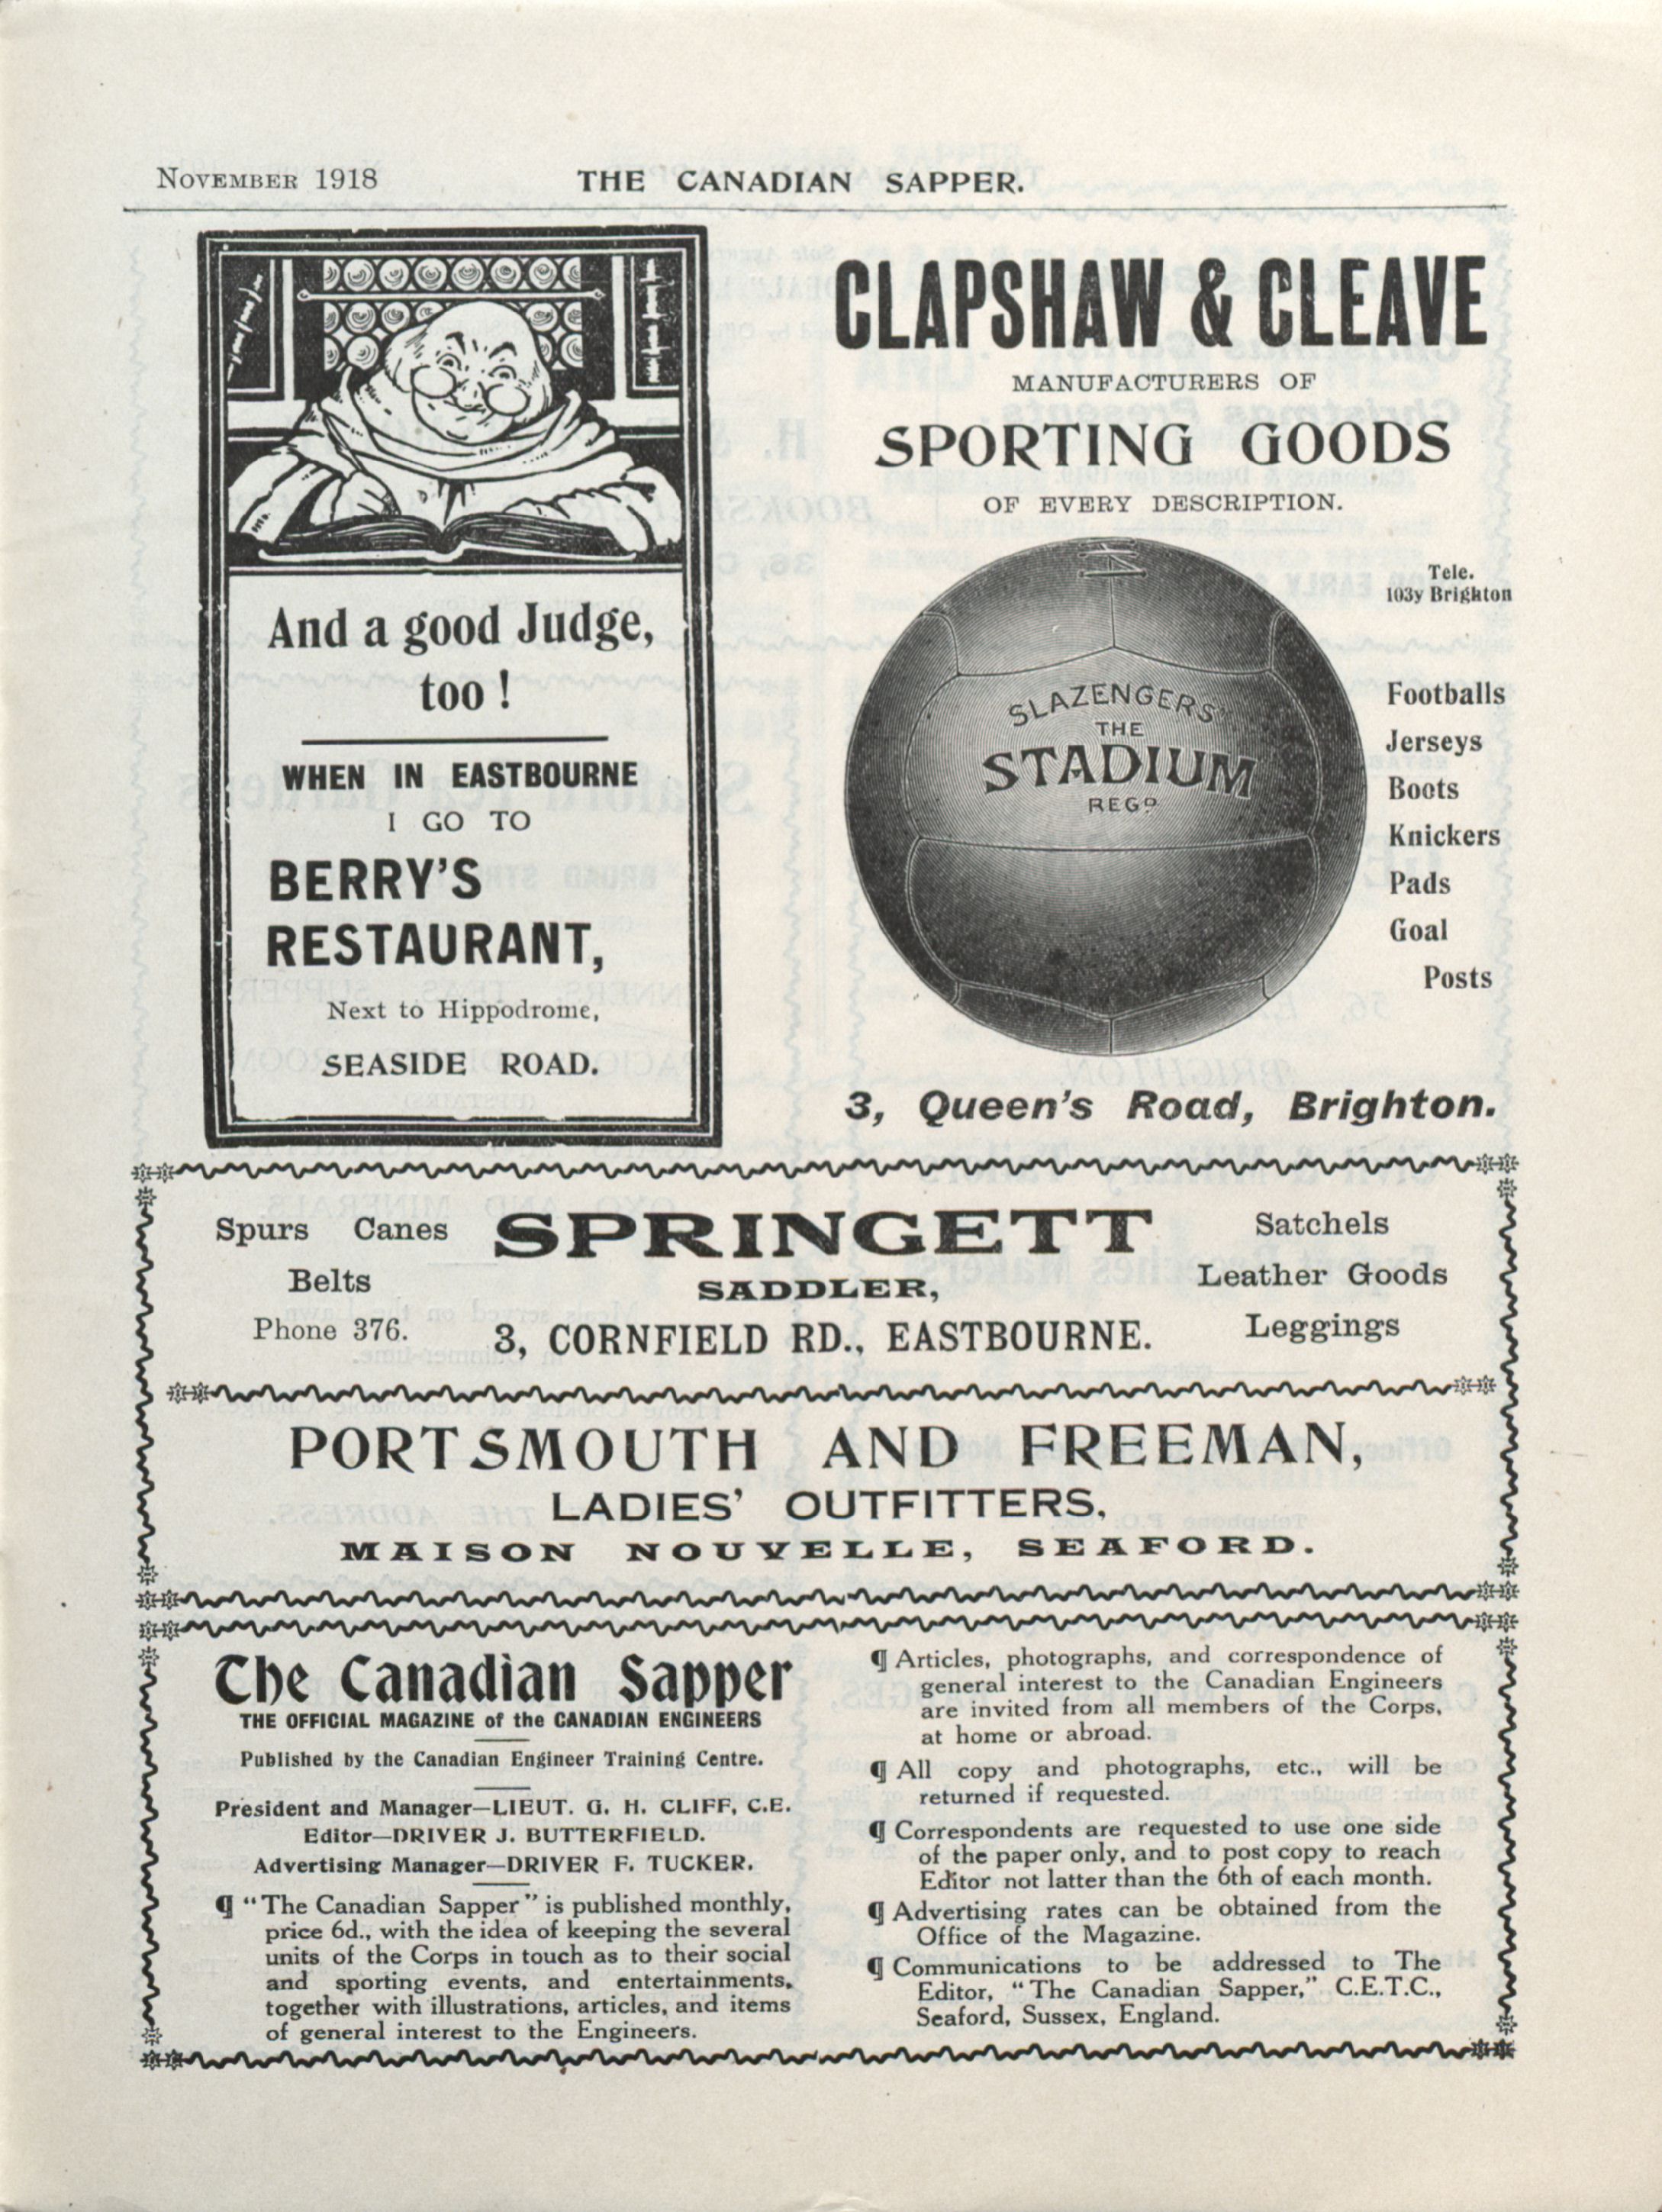 NOVEMBER 1918
THE CANADIAN SAPPER.
And a good Judge,
too !
WHEN IN EASTBOURNE
I GO TO
BERRY'S
RESTAURANT,
Next to Hippodrome,
SEASIDE ROAD.
CLAPSHAW & CLEAVE
MANUFACTURERS OF
SPORTING GOODS
OF EVERY DESCRIPTION.
Tele.
103y Brighton
SLAZENGERS'
THE
STADIUM
REGD
Footballs
Jerseys
Boots
Knickers
Pads
Goal
Posts
3, Queen's Road, Brighton.
Spurs Canes
Belts
Phone 376.
SPRINGETT
SADDLER,
3, CORNFIELD RD., EASTBOURNE.
Satchels
Leather Goods
Leggings
PORTSMOUTH AND FREEMAN,
LADIES' OUTFITTERS,
MAISON NOUVELLE, SEAFORD.
The Canadian Sapper
THE OFFICIAL MAGAZINE of the CANADIAN ENGINEERS
Published by the Canadian Engineer Training Centre.
President and Manager—LIEUT. G. H. CLIFF, C.E.
Editor—DRIVER J. BUTTERFIELD.
Advertising Manager—DRIVER F. TUCKER.
¶ "The Canadian Sapper" is published monthly,
price 6d., with the idea of keeping the several
units of the Corps in touch as to their social
and sporting events, and entertainments,
together with illustrations, articles, and items
of general interest to the Engineers.
¶ Articles, photographs, and correspondence of
general interest to the Canadian Engineers
are invited from all members of the Corps,
at home or abroad.
¶ All copy and photographs, etc., will be
returned if requested.
¶ Correspondents are requested to use one side
of the paper only, and to post copy to reach
Editor not latter than the 6th of each month.
¶ Advertising rates can be obtained from the
Office of the Magazine.
¶ Communications to be addressed to The
Editor, "The Canadian Sapper," C.E.T.C.,
Seaford, Sussex, England.